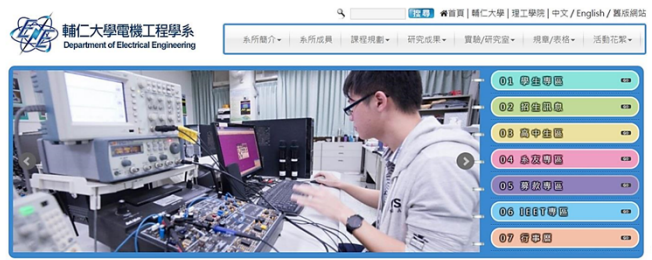 搜尋 首頁 | 輔仁大學 | 理工學院 | 中文 / English / 舊版網站
輔仁大學電機工程學系
Department of Electrical Engineering
系所簡介 系所成員 課程規劃 研究成果 實驗/研究室 規章/表格 活動花絮
01 學生專區
02 招生訊息
03 高中生區
04 系友專區
05 募款專區
06 IEET專區
07 行事曆